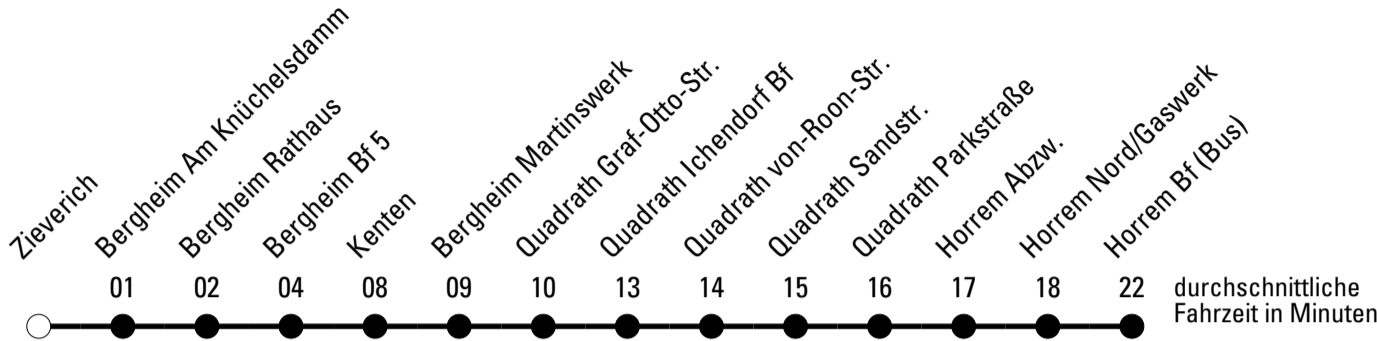 Zieverich
Bergheim Am Knüchelsdamm
Bergheim Rathaus
Bergheim Bf 5
Kenten
Bergheim Martinswerk
Quadrath Graf-Otto-Str.
Quadrath Ichendorf Bf
Quadrath von-Roon-Str.
Quadrath Sandstr.
Quadrath Parkstraße
Horrem Abzw.
Horrem Nord/Gaswerk
Horrem Bf (Bus)
01 02 04 08 09 10 13 14 15 16 17 18 22
durchschnittliche
Fahrzeit in Minuten